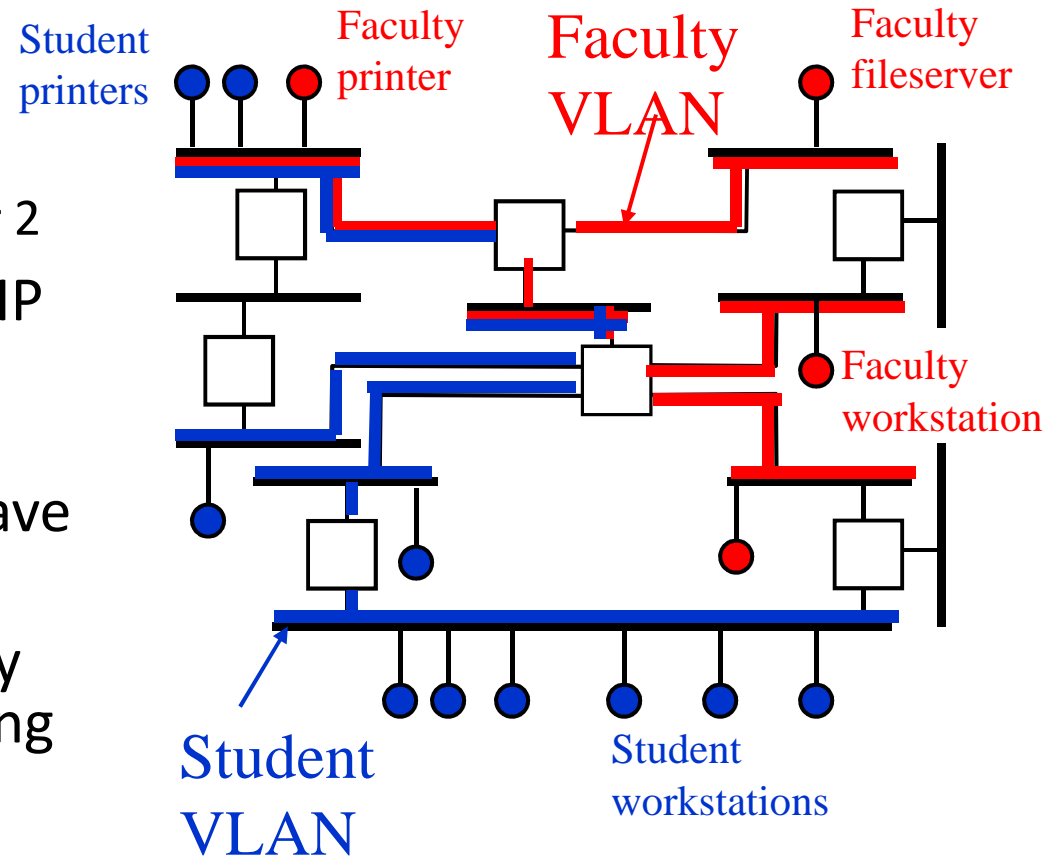 Student
printers
Faculty
printer
Faculty
VLAN
Faculty
fileserver
2
IP
Faculty
workstation
ave
y
ng
Student
VLAN
Student
workstations